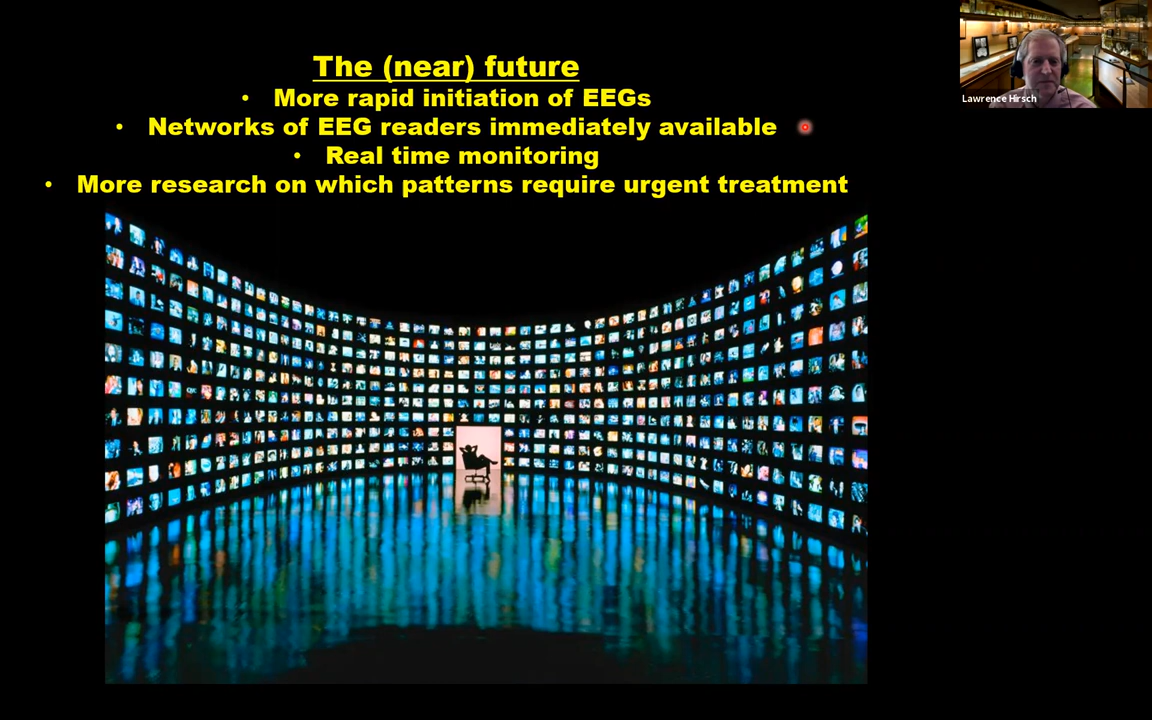 The (near) future
• More rapid initiation of EEGs
• Networks of EEG readers immediately available
• Real time monitoring
• More research on which patterns require urgent treatment
Lawrence Hirsch